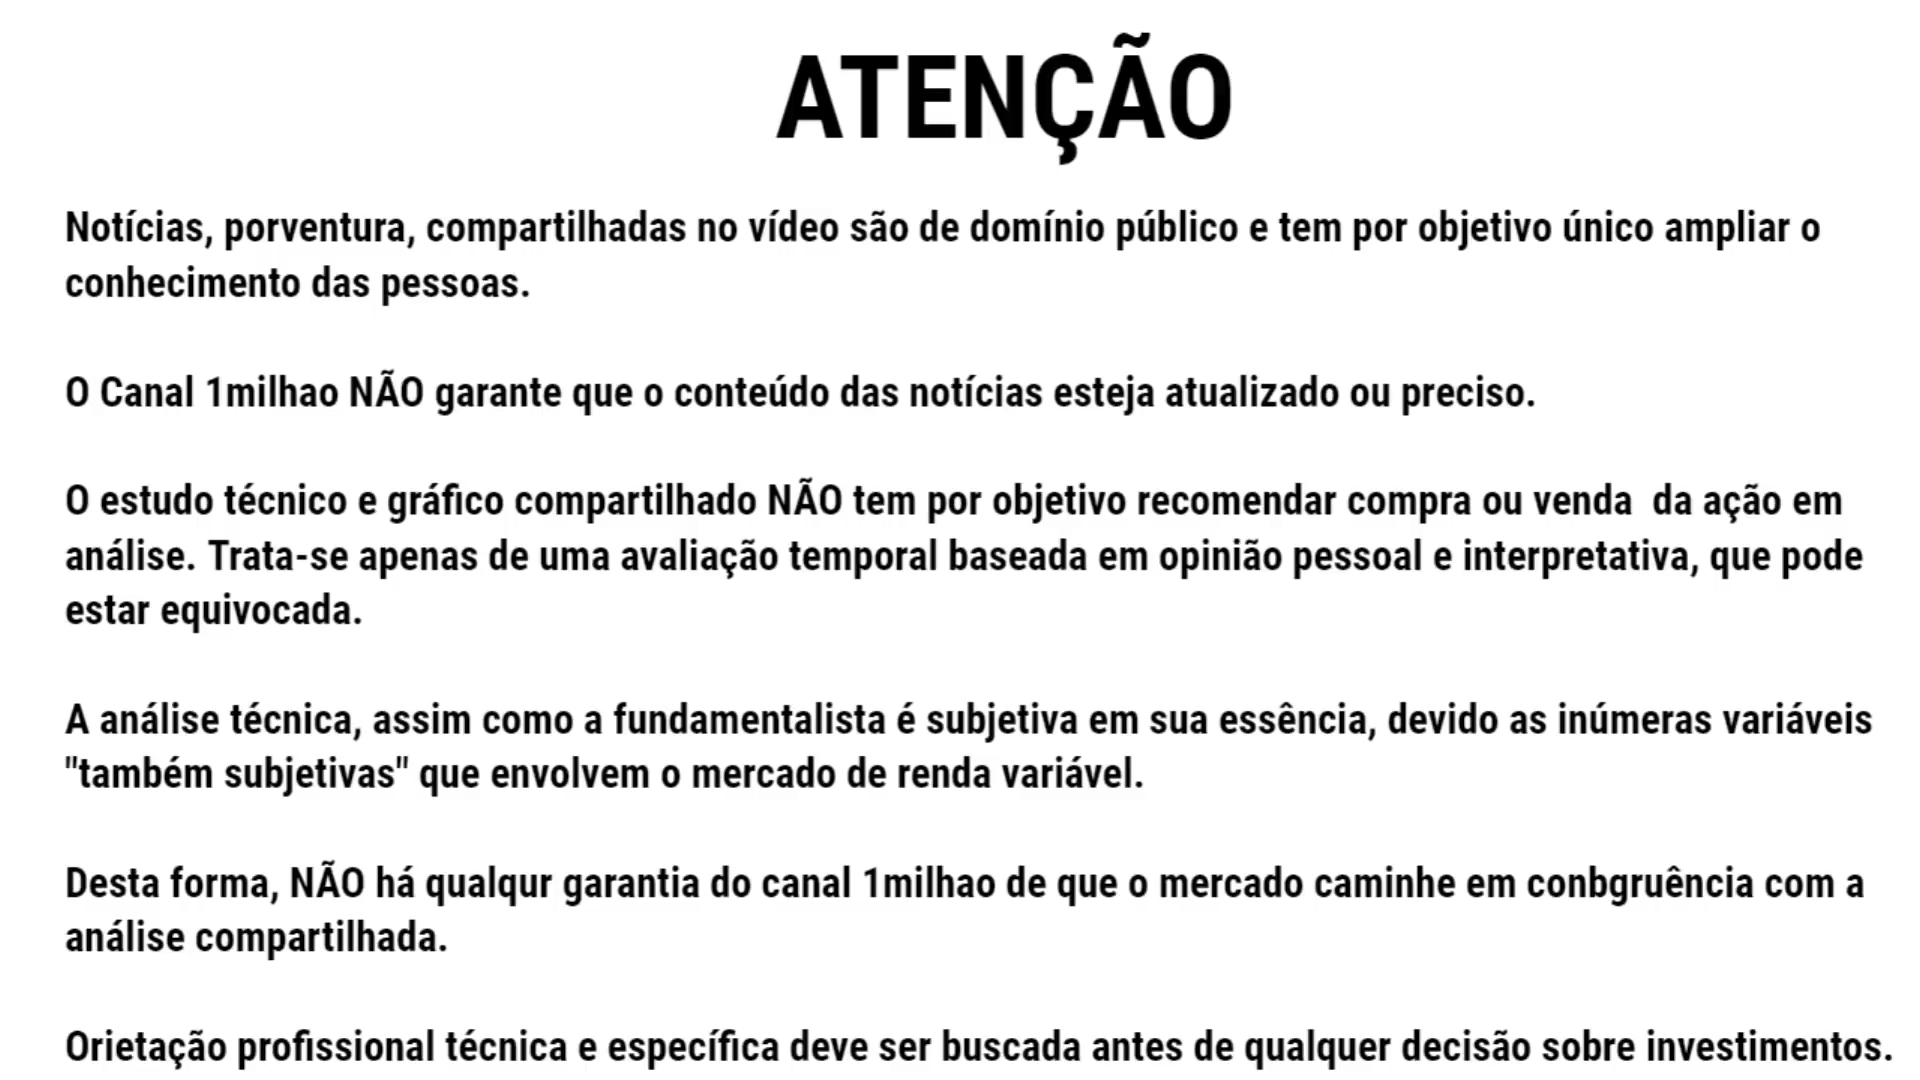 ATENÇÃO
Notícias, porventura, compartilhadas no vídeo são de domínio público e tem por objetivo único ampliar o
conhecimento das pessoas.
O Canal 1milhao NÃO garante que o conteúdo das notícias esteja atualizado ou preciso.
O estudo técnico e gráfico compartilhado NÃO tem por objetivo recomendar compra ou venda  da ação em
análise. Trata-se apenas de uma avaliação temporal baseada em opinião pessoal e interpretativa, que pode
estar equivocada.
A análise técnica, assim como a fundamentalista é subjetiva em sua essência, devido as inúmeras variáveis
"também subjetivas" que envolvem o mercado de renda variável.
Desta forma, NÃO há qualqur garantia do canal 1milhao de que o mercado caminhe em conbgruência com a
análise compartilhada.
Orietação profissional técnica e específica deve ser buscada antes de qualquer decisão sobre investimentos.